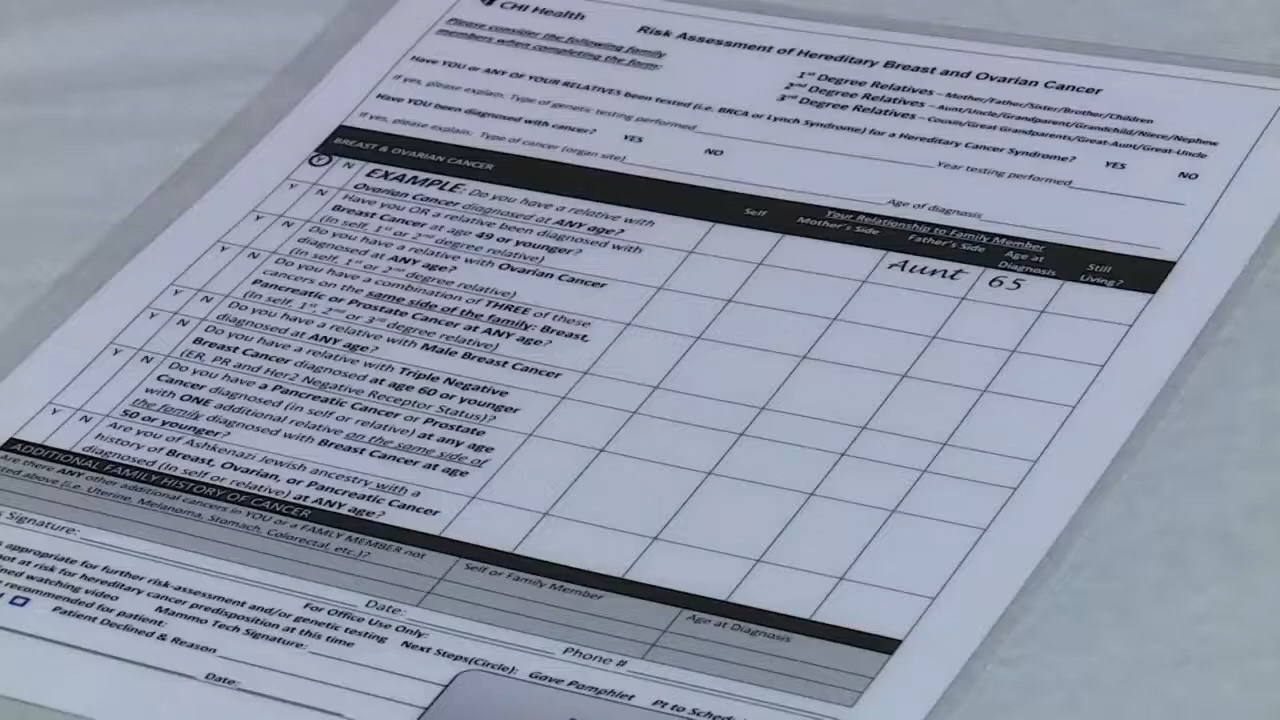 CHI Health
Risk Assessment of Hereditary Breast and Ovarian Cancer
Please consider the following family
members when completing the form:
1st Degree Relatives – Mother/Father/Sister/Brother/Children
2nd Degree Relatives – Aunt/Uncle/Grandparent/Grandchild/Niece/Nephew
3rd Degree Relatives – Cousin/Great Grandparents/Great-Aunt/Great-Uncle
Have YOU or ANY OF YOUR RELATIVES been tested (i.e. BRCA or Lynch Syndrome) for a Hereditary Cancer Syndrome? YES NO
If yes, please explain: Type of genetic testing performed Year testing performed
Have YOU been diagnosed with cancer? YES NO
If yes, please explain: Type of cancer (organ site) Age of diagnosis
BREAST & OVARIAN CANCER
Self
Your Relationship to Family Member
Mother's Side
Father's Side
Age at
Diagnosis
Still
Living?
Y N EXAMPLE: Do you have a relative with
Ovarian Cancer diagnosed at ANY age?
Aunt 65
Y N Have you OR a relative been diagnosed with
Breast Cancer at age 49 or younger?
(In self, 1st or 2nd degree relative)
Y N Do you have a relative with Ovarian Cancer
diagnosed at ANY age?
(In self, 1st or 2nd degree relative)
Y N Do you have a combination of THREE of these
cancers on the same side of the family: Breast,
Pancreatic or Prostate Cancer at ANY age?
(In self, 1st, 2nd or 3rd degree relative)
Y N Do you have a relative with Male Breast Cancer
diagnosed at ANY age?
Y N Do you have a relative with Triple Negative
Breast Cancer diagnosed at age 60 or younger
(ER, PR and Her2 Negative Receptor Status)?
Y N Do you have a Pancreatic Cancer or Prostate
Cancer diagnosed (in self or relative) at any age
with ONE additional relative on the same side of
the family diagnosed with Breast Cancer at age
50 or younger?
Y N Are you of Ashkenazi Jewish ancestry with a
history of Breast, Ovarian, or Pancreatic Cancer
diagnosed (in self or relative) at ANY age?
ADDITIONAL FAMILY HISTORY OF CANCER
Are there ANY other additional cancers in YOU or a FAMLY MEMBER not
above (i.e. Uterine, Melanoma, Stomach, Colorectal, etc.)?
Self or Family Member
Age at Diagnosis
Signature: Date: Phone #
For Office Use Only:
appropriate for further risk-assessment and/or genetic testing
not at risk for hereditary cancer predisposition at this time
watching video
Next Steps(Circle): Gave Pamphlet Pt to
recommended for patient: Mammo Tech Signature:
Patient Declined & Reason
Date: